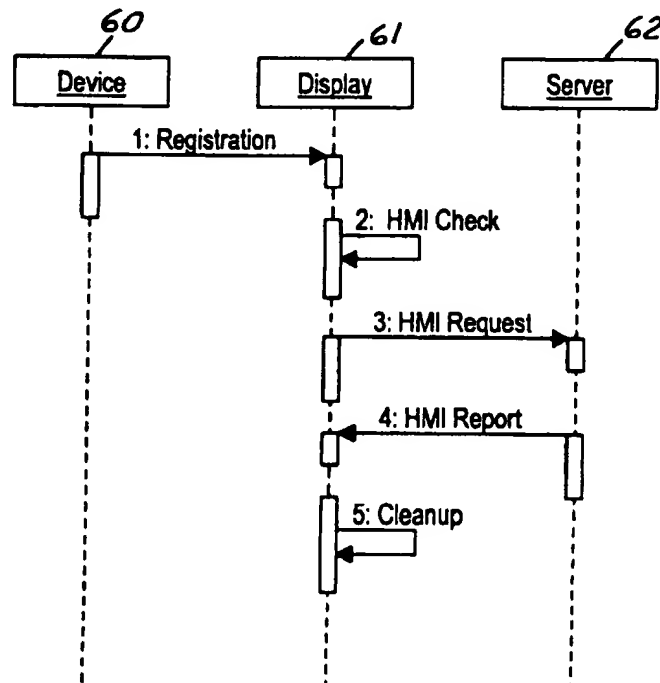 60
61
62
Device
Display
Server
1: Registration
2: HMI Check
3: HMI Request
4: HMI Report
5: Cleanup